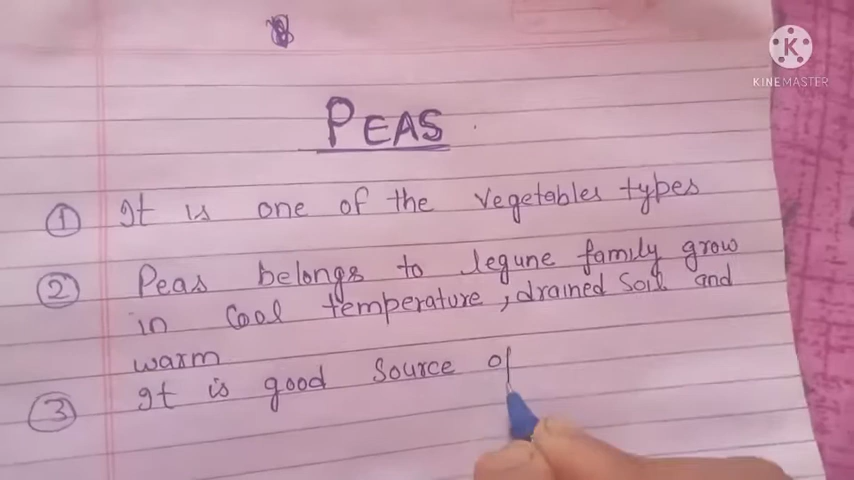 K
KINEMASTER
PEAS
① It is one of the vegetables types
② Peas belongs to legune family grow
in Cool temperature, drained Soil and
warm
③ It is good Source of